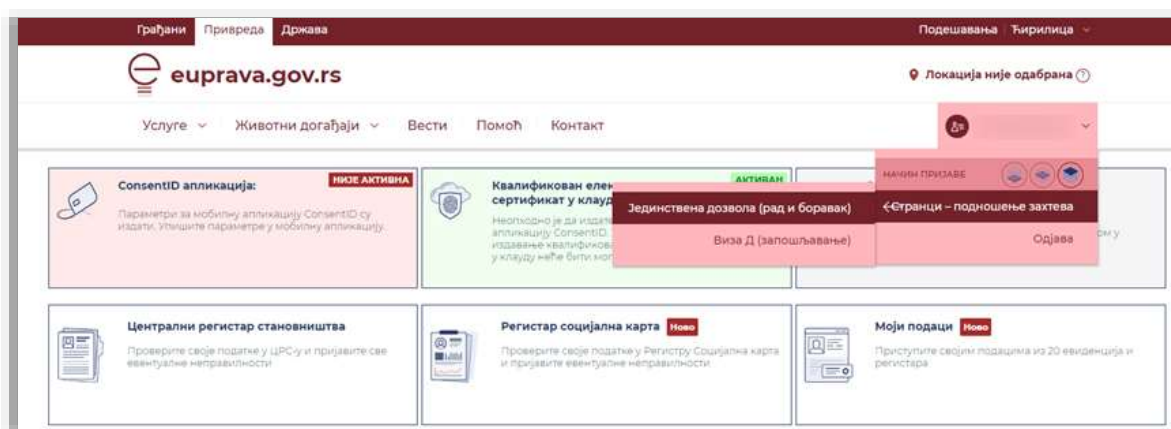 Грађани Привреда Држава
Подешавања Ћирилица
euprava.gov.rs
Локација није одабрана ?
Услуге Животни догађаји Вести Помоћ Контакт
ConsentID апликација:
НИЈЕ АКТИВНА
Параметри за мобилну апликацију ConsentID су
издати. Упишите параметре у мобилну апликацију.
Квалификован елек
АКТИВАН
сертификат у клауд
Неопходно је да издате
апликацију ConsentID.
издавање квалификова
у клауду неће бити мог
НАЧИН ПРИЈАВЕ
Странци – подношење захтева
Одјава
Јединствена дозвола (рад и боравак)
Виза Д (запошљавање)
ом у
Централни регистар становништва
Проверите своје податке у ЦРС-у и пријавите све
евентуалне неправилности
Регистар социјална карта Ново
Проверите своје податке у Регистру Социјална карта
и пријавите евентуалне неправилности
Моји подаци Ново
Приступите својим подацима из 20 евиденција и
регистара